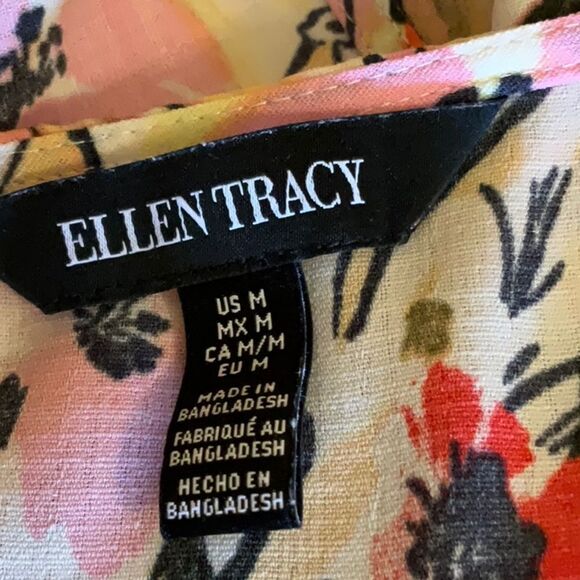 ELLEN TRACY
US M
MX M
CA M/M
EU M
MADE IN
BANGLADESH
FABRIQUÉ AU
BANGLADESH
HECHO EN
BANGLADESH